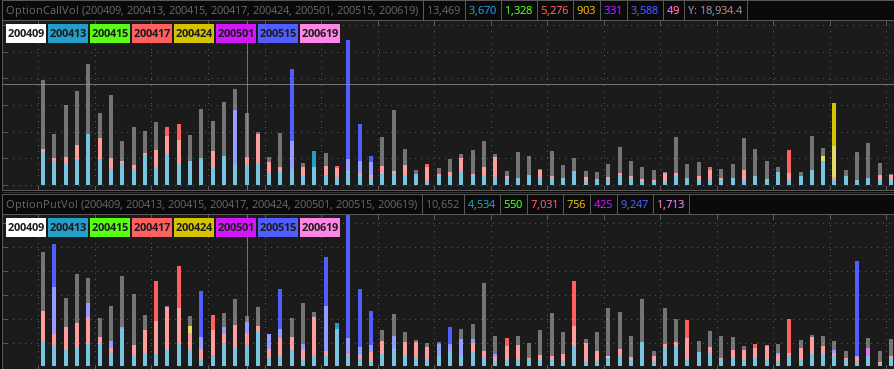 OptionCallVol (200409, 200413, 200415, 200417, 200424, 200501, 200515, 200619) 13,469 3,670 1,328 5,276 903 331 3,588 49 Y: 18,934.4
200409 200413 200415 200417 200424 200501 200515 200619
OptionPutVol (200409, 200413, 200415, 200417, 200424, 200501, 200515, 200619) 10,652 4,534 550 7,031 756 425 9,247 1,713
200409 200413 200415 200417 200424 200501 200515 200619